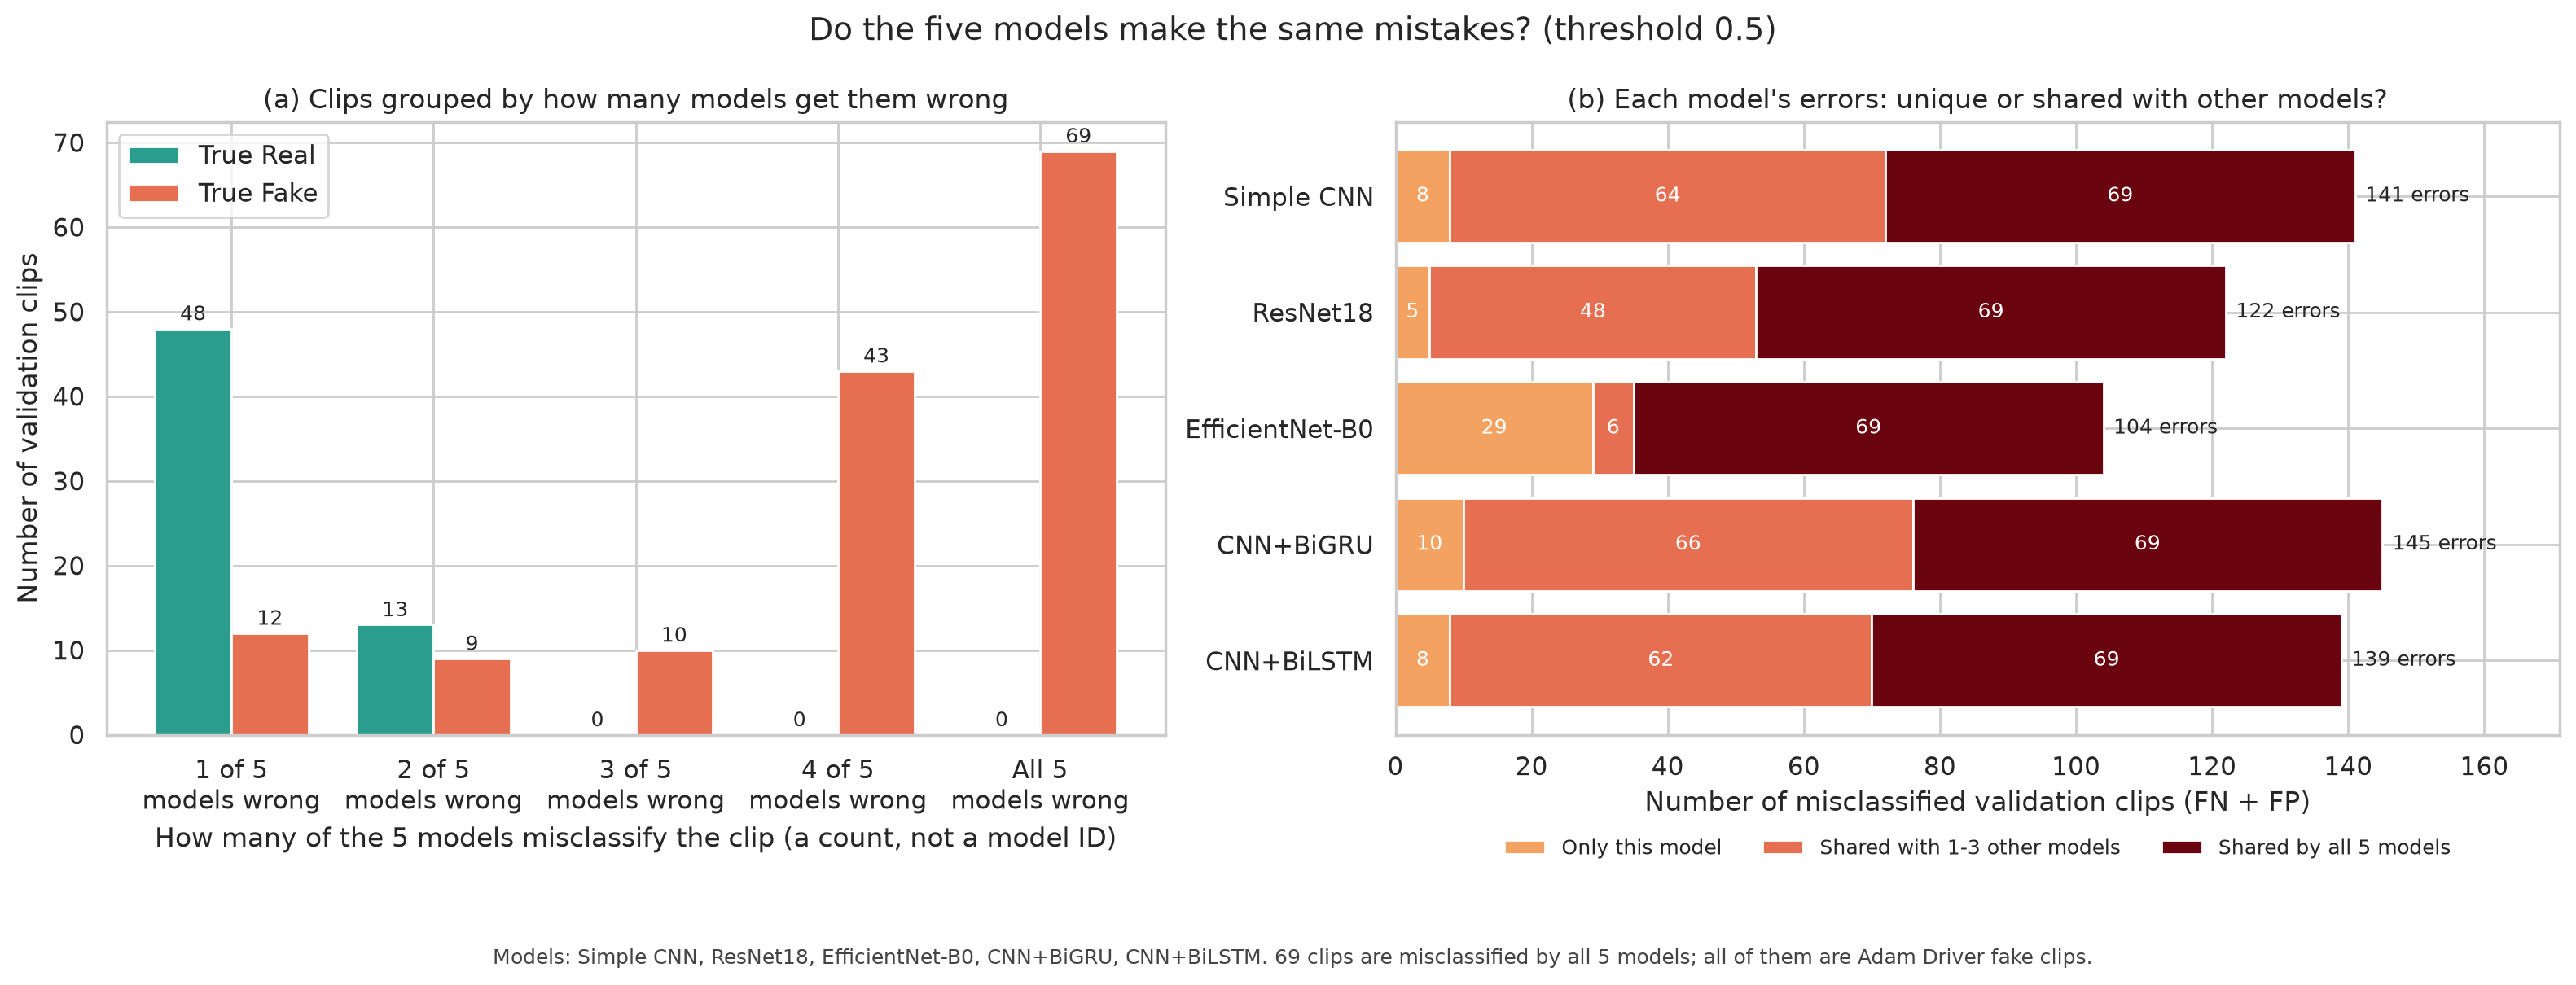 Do the five models make the same mistakes? (threshold 0.5)
(a) Clips grouped by how many models get them wrong
Number of validation clips
70
60
50
40
30
20
10
0
True Real
True Fake
48
12
13
9
0
10
0
43
0
69
1 of 5
models wrong
2 of 5
models wrong
3 of 5
models wrong
4 of 5
models wrong
All 5
models wrong
How many of the 5 models misclassify the clip (a count, not a model ID)
(b) Each model's errors: unique or shared with other models?
Simple CNN
8
64
69
141 errors
ResNet18
5
48
69
122 errors
EfficientNet-B0
29
6
69
104 errors
CNN+BiGRU
10
66
69
145 errors
CNN+BiLSTM
8
62
69
139 errors
0
20
40
60
80
100
120
140
160
Number of misclassified validation clips (FN + FP)
Only this model
Shared with 1-3 other models
Shared by all 5 models
Models: Simple CNN, ResNet18, EfficientNet-B0, CNN+BiGRU, CNN+BiLSTM. 69 clips are misclassified by all 5 models; all of them are Adam Driver fake clips.